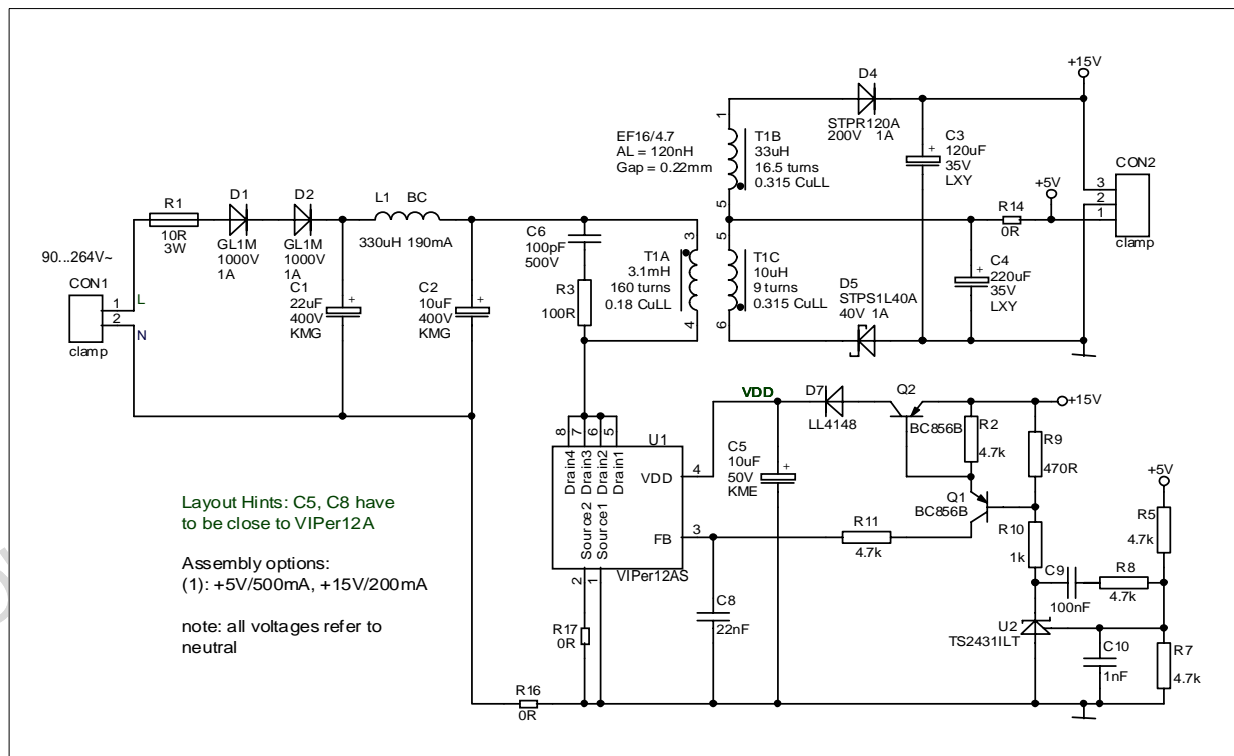 +15V
D4
STPR120A
200V 1A
EF16/4.7
AL = 120nH
Gap = 0.22mm
1
T1B
33uH
16.5 turns
0.315 CuLL
5
+
C3
120uF
35V
LXY
CON2
3
2
1
clamp
+5V
R14
0R
R1
10R
3W
D1
GL1M
1000V
1A
D2
GL1M
1000V
1A
L1 BC
330uH 190mA
C6
100pF
500V
3
T1A
3.1mH
160 turns
0.18 CuLL
4
5
T1C
10uH
9 turns
0.315 CuLL
6
D5
STPS1L40A
40V 1A
+
C4
220uF
35V
LXY
90...264V~
CON1
1
2
L
N
clamp
C1
22uF
400V
KMG
+
C2
10uF
400V
KMG
+
R3
100R
VDD
D7
LL4148
Q2
BC856B
R2
4.7k
+15V
R9
470R
8
7
6
5
U1
Drain4
Drain3
Drain2
Drain1
VDD
4
Source2
Source1
FB
3
VIPer12AS
2
1
C5
10uF
50V
KME
+
Q1
BC856B
+5V
R5
4.7k
R11
4.7k
R10
1k
C9
100nF
R8
4.7k
Layout Hints: C5, C8 have
to be close to VIPer12A
Assembly options:
(1): +5V/500mA, +15V/200mA
note: all voltages refer to
neutral
R17
0R
C8
22nF
U2
TS2431ILT
C10
1nF
R7
4.7k
R16
0R